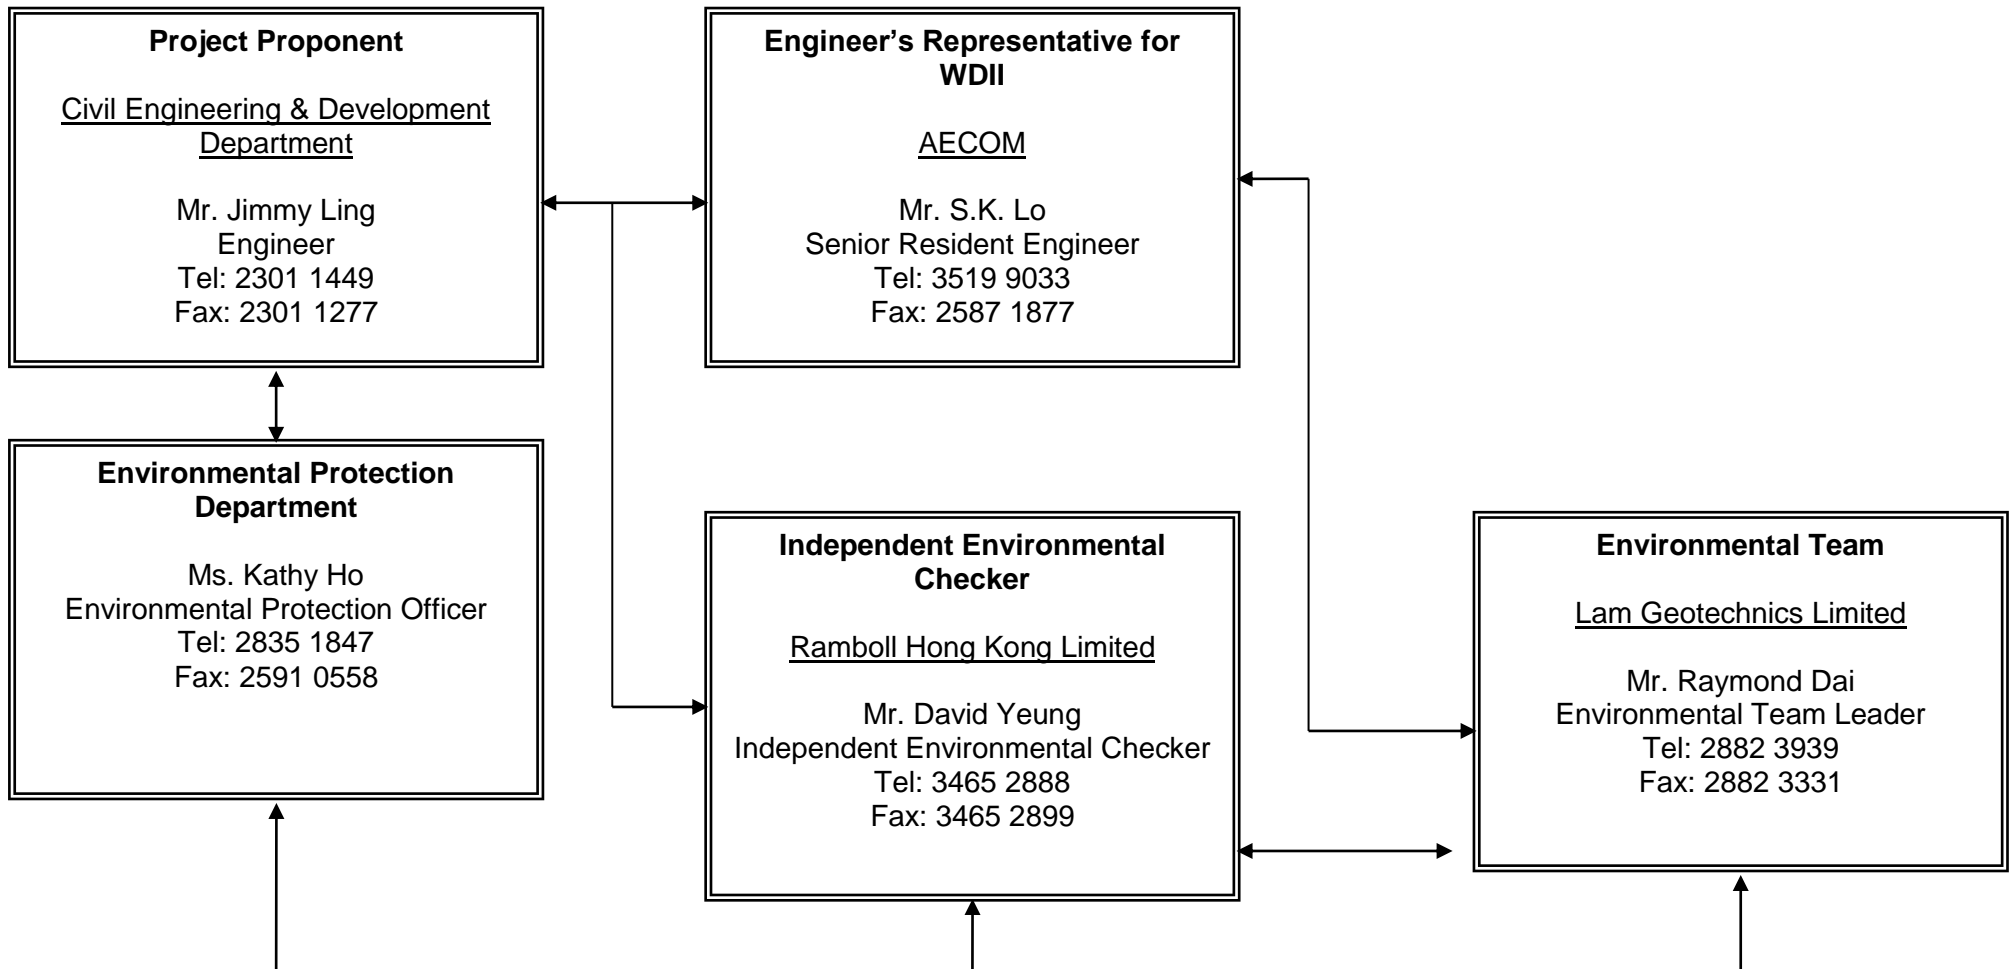 Project Proponent
Civil Engineering & Development
Department
Mr. Jimmy Ling
Engineer
Tel: 2301 1449
Fax: 2301 1277
Engineer’s Representative for
WDII
AECOM
Mr. S.K. Lo
Senior Resident Engineer
Tel: 3519 9033
Fax: 2587 1877
Environmental Protection
Department
Ms. Kathy Ho
Environmental Protection Officer
Tel: 2835 1847
Fax: 2591 0558
Independent Environmental
Checker
Ramboll Hong Kong Limited
Mr. David Yeung
Independent Environmental Checker
Tel: 3465 2888
Fax: 3465 2899
Environmental Team
Lam Geotechnics Limited
Mr. Raymond Dai
Environmental Team Leader
Tel: 2882 3939
Fax: 2882 3331